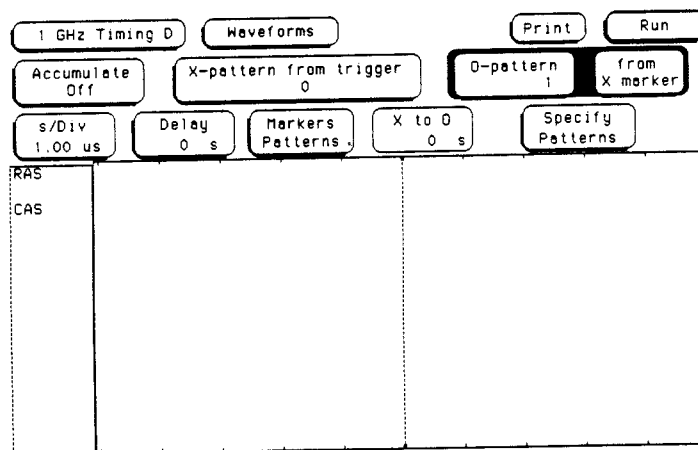 1 GHz Timing D
Waveforms
Print
Run
Accumulate
Off
X-pattern from trigger
0
O-pattern
1
from
X marker
s/Div
1.00 us
Delay
0 s
Markers
Patterns
X to O
0 s
Specify
Patterns
RAS
CAS